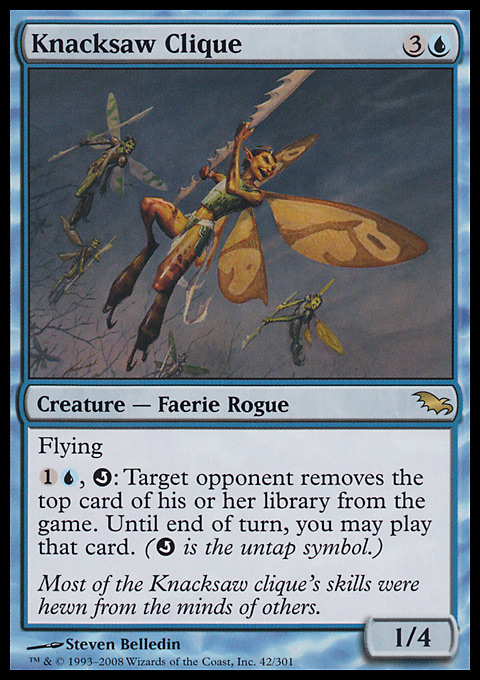 Knacksaw Clique 3
Creature — Faerie Rogue
Flying
1, : Target opponent removes the
top card of his or her library from the
game. Until end of turn, you may play
that card. ( is the untap symbol.)
Most of the Knacksaw clique's skills were
hewn from the minds of others.
Steven Belledin
1/4
™ & © 1993–2008 Wizards of the Coast, Inc. 42/301